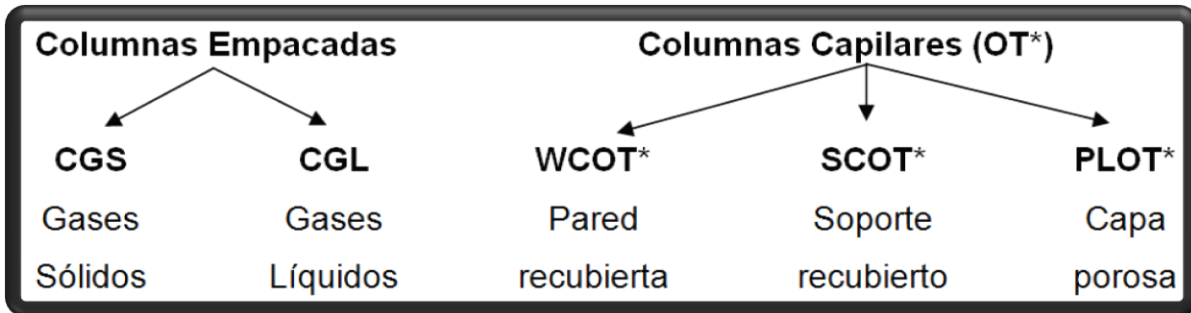 Columnas Empacadas Columnas Capilares (OT*)
CGS CGL WCOT* SCOT* PLOT*
Gases Gases Pared Soporte Capa
Sólidos Líquidos recubierta recubierto porosa